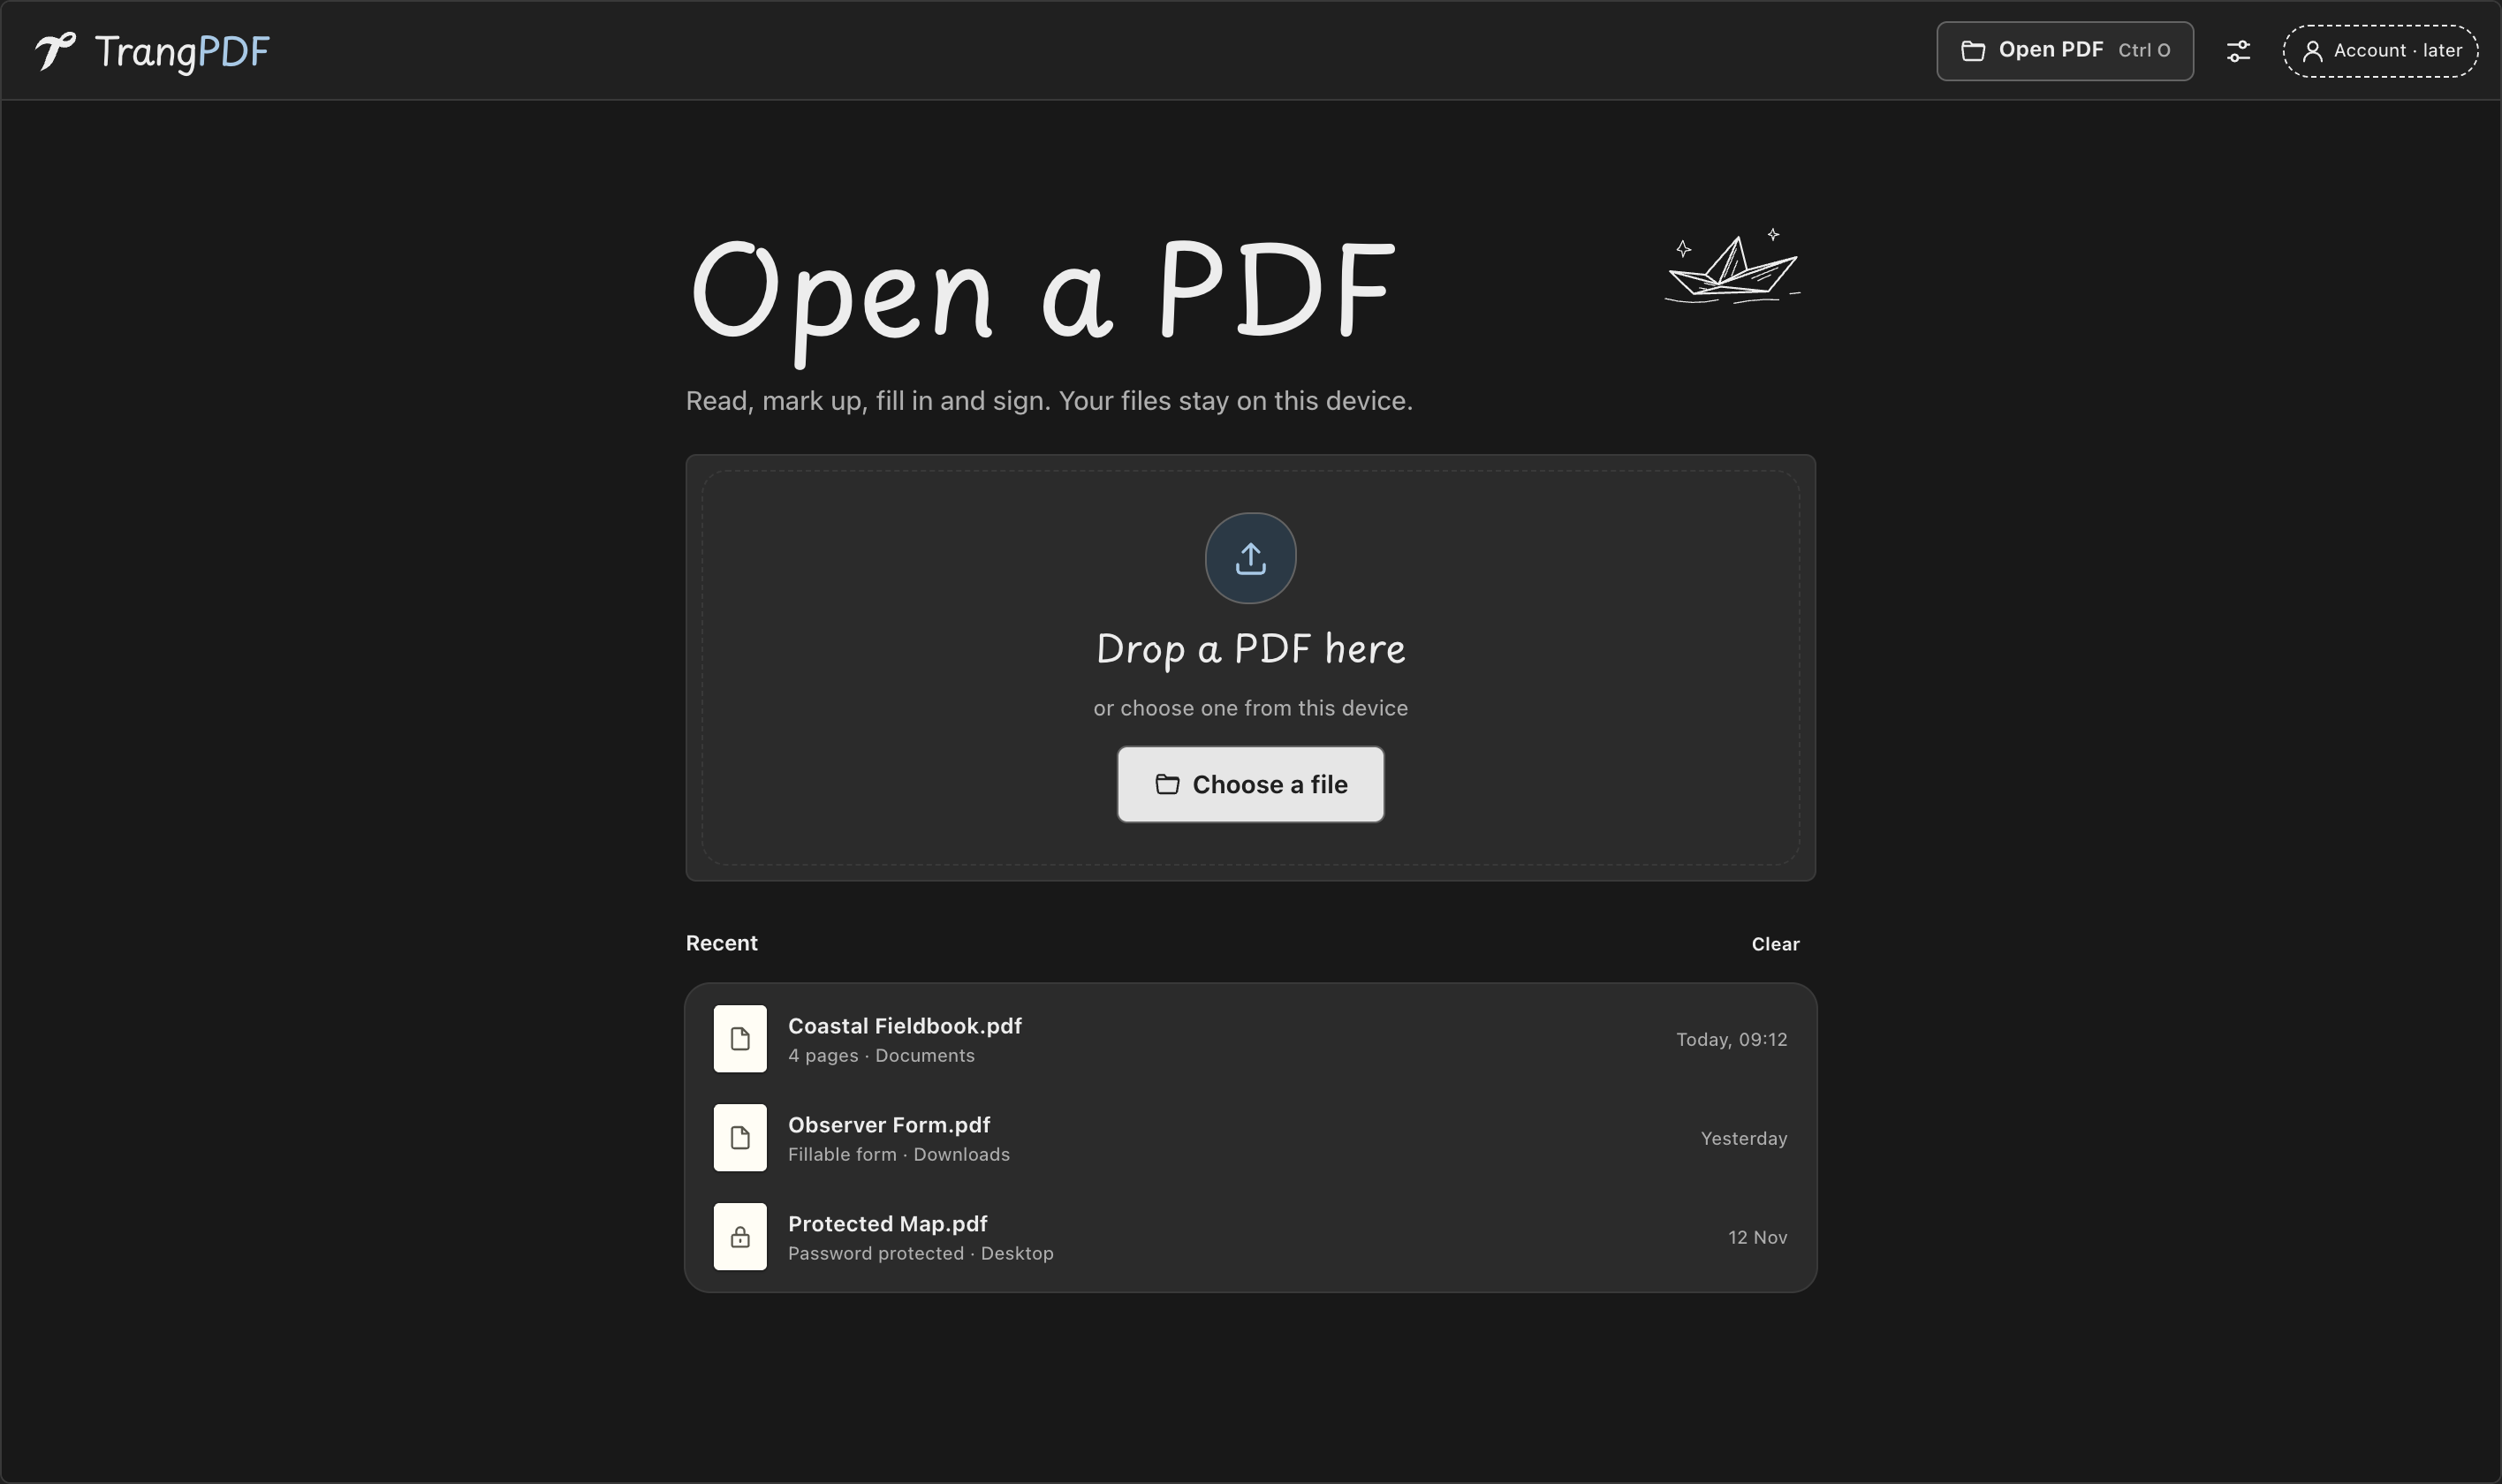 TrangPDF
Open PDF Ctrl O
Account · later
Open a PDF
Read, mark up, fill in and sign. Your files stay on this device.
Drop a PDF here
or choose one from this device
Choose a file
Recent
Clear
Coastal Fieldbook.pdf
4 pages · Documents
Today, 09:12
Observer Form.pdf
Fillable form · Downloads
Yesterday
Protected Map.pdf
Password protected · Desktop
12 Nov